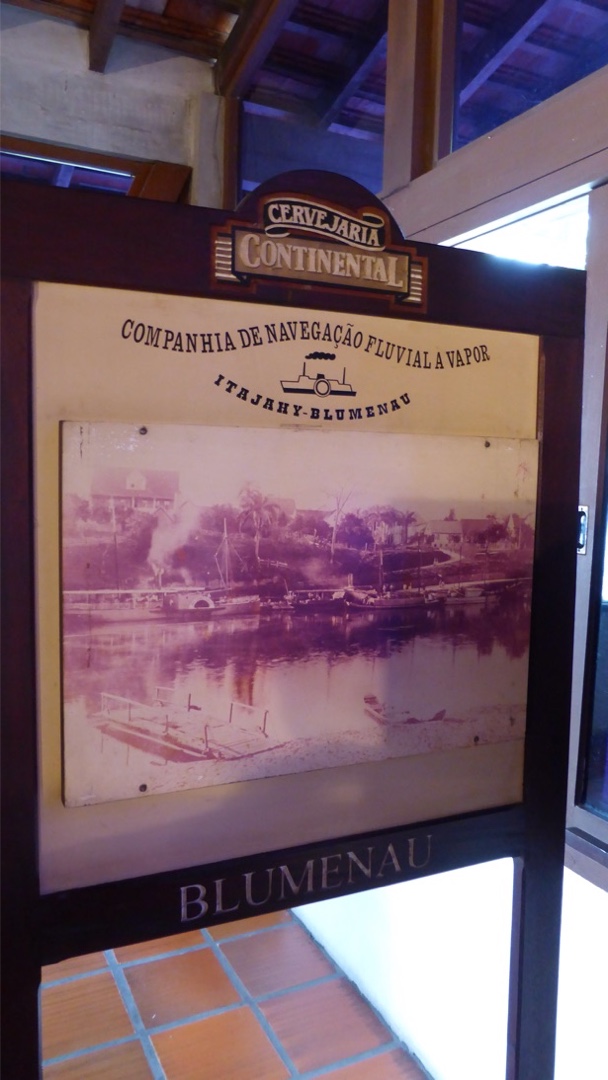 CERVEJARIA
CONTINENTAL
COMPANHIA DE NAVEGAÇÃO FLUVIAL A VAPOR
ITAJAHY-BLUMENAU
BLUMENAU